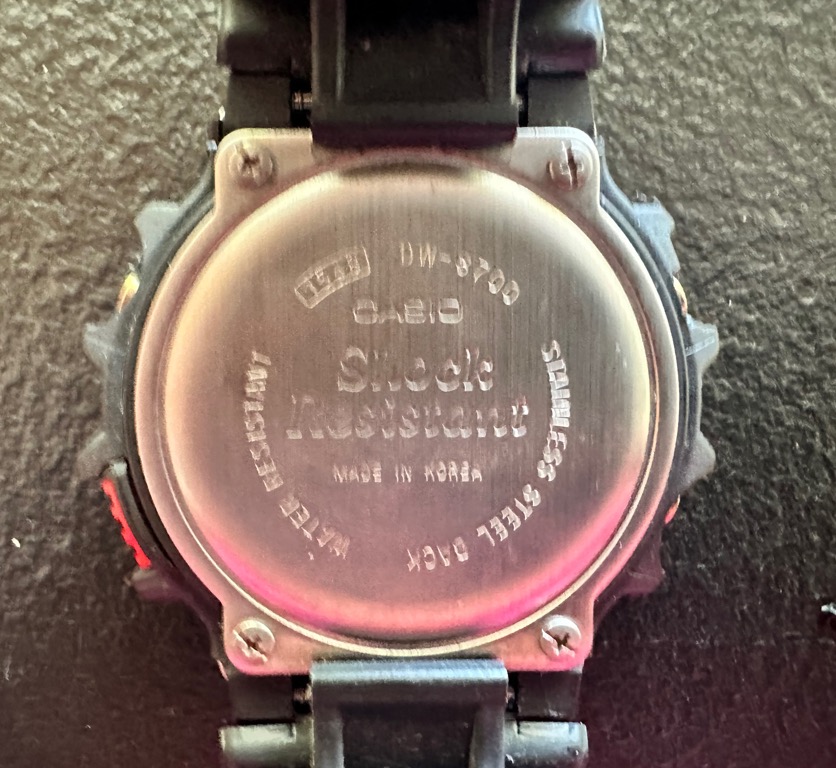 DW-8700
CASIO
Shock
Resistant
MADE IN KOREA
WATER RESISTANT
STAINLESS STEEL BACK